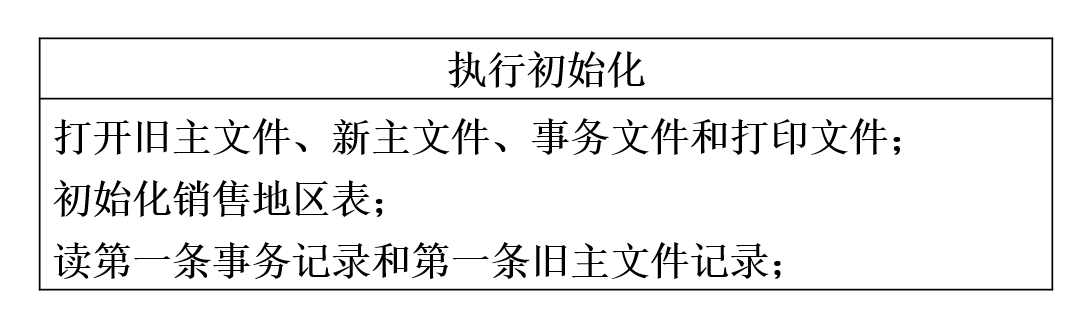 执行初始化
打开旧主文件、新主文件、事务文件和打印文件；
初始化销售地区表；
读第一条事务记录和第一条旧主文件记录；